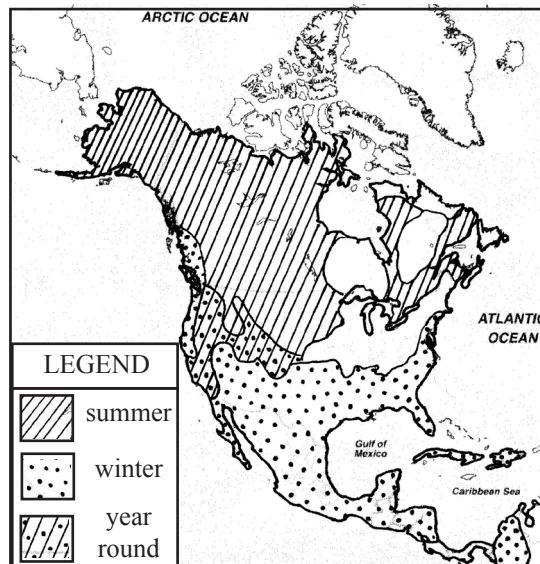 ARCTIC OCEAN
ATLANTIC
OCEAN
Gulf of
Mexico
Caribbean Sea
LEGEND
summer
winter
year
round